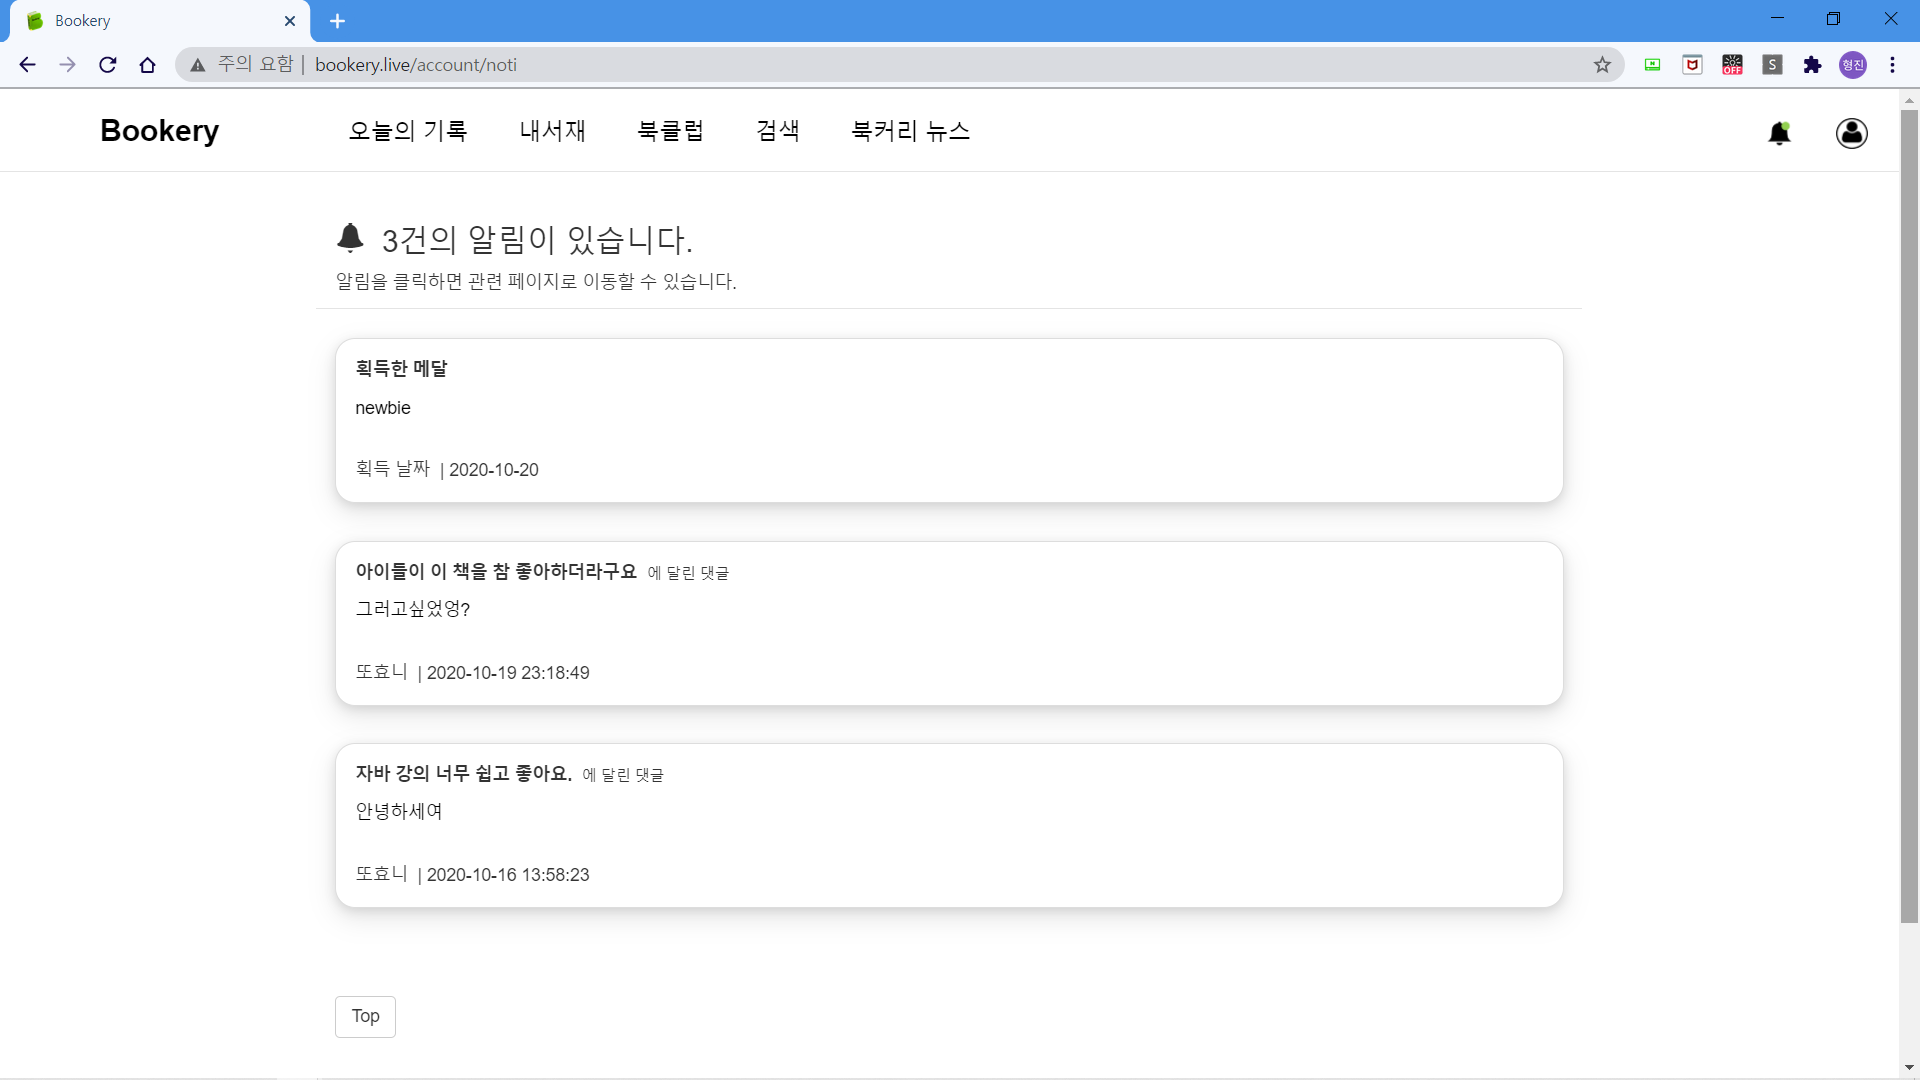 Bookery
주의 요함 | bookery.live/account/noti
OFF
S
형진
Bookery 오늘의 기록 내서재 북클럽 검색 북커리 뉴스
3건의 알림이 있습니다.
알림을 클릭하면 관련 페이지로 이동할 수 있습니다.
획득한 메달
newbie
획득 날짜 | 2020-10-20
아이들이 이 책을 참 좋아하더라구요 에 달린 댓글
그러고싶었엉?
또효니 | 2020-10-19 23:18:49
자바 강의 너무 쉽고 좋아요. 에 달린 댓글
안녕하세여
또효니 | 2020-10-16 13:58:23
Top